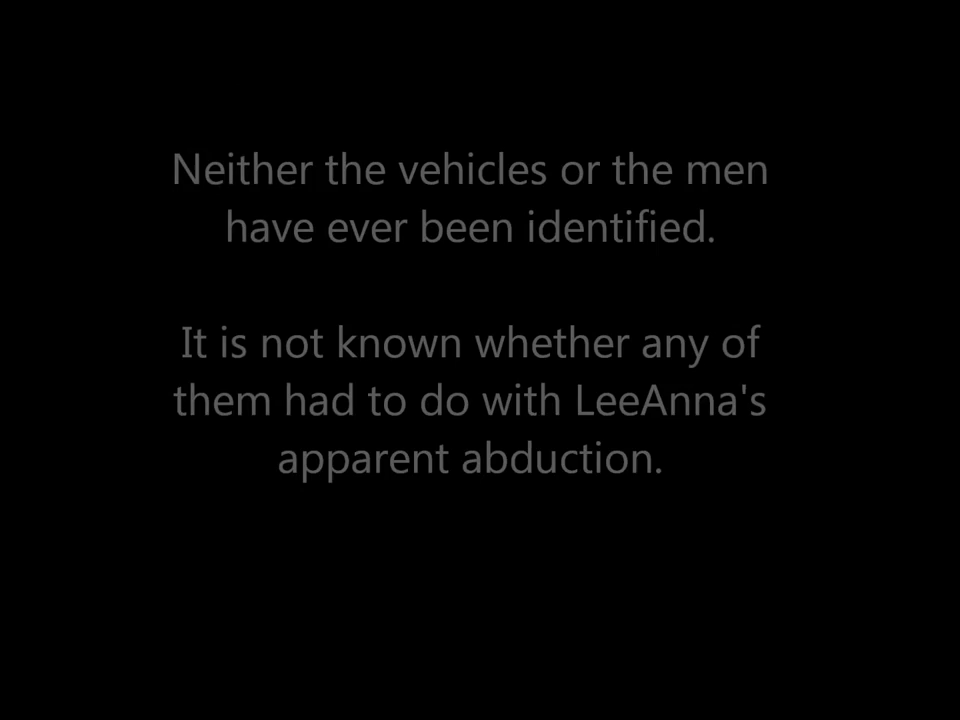 Neither the vehicles or the men
have ever been identified.
It is not known whether any of
them had to do with LeeAnna's
apparent abduction.